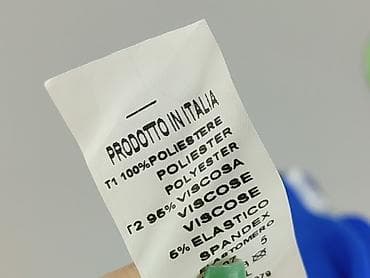 PRODOTTO IN ITALIA
T1 100% POLIESTERE
POLIESTER
POLYESTER
T2 95% VISCOSA
VISCOSE
VISCOSE
5% ELASTICO
SPANDEX